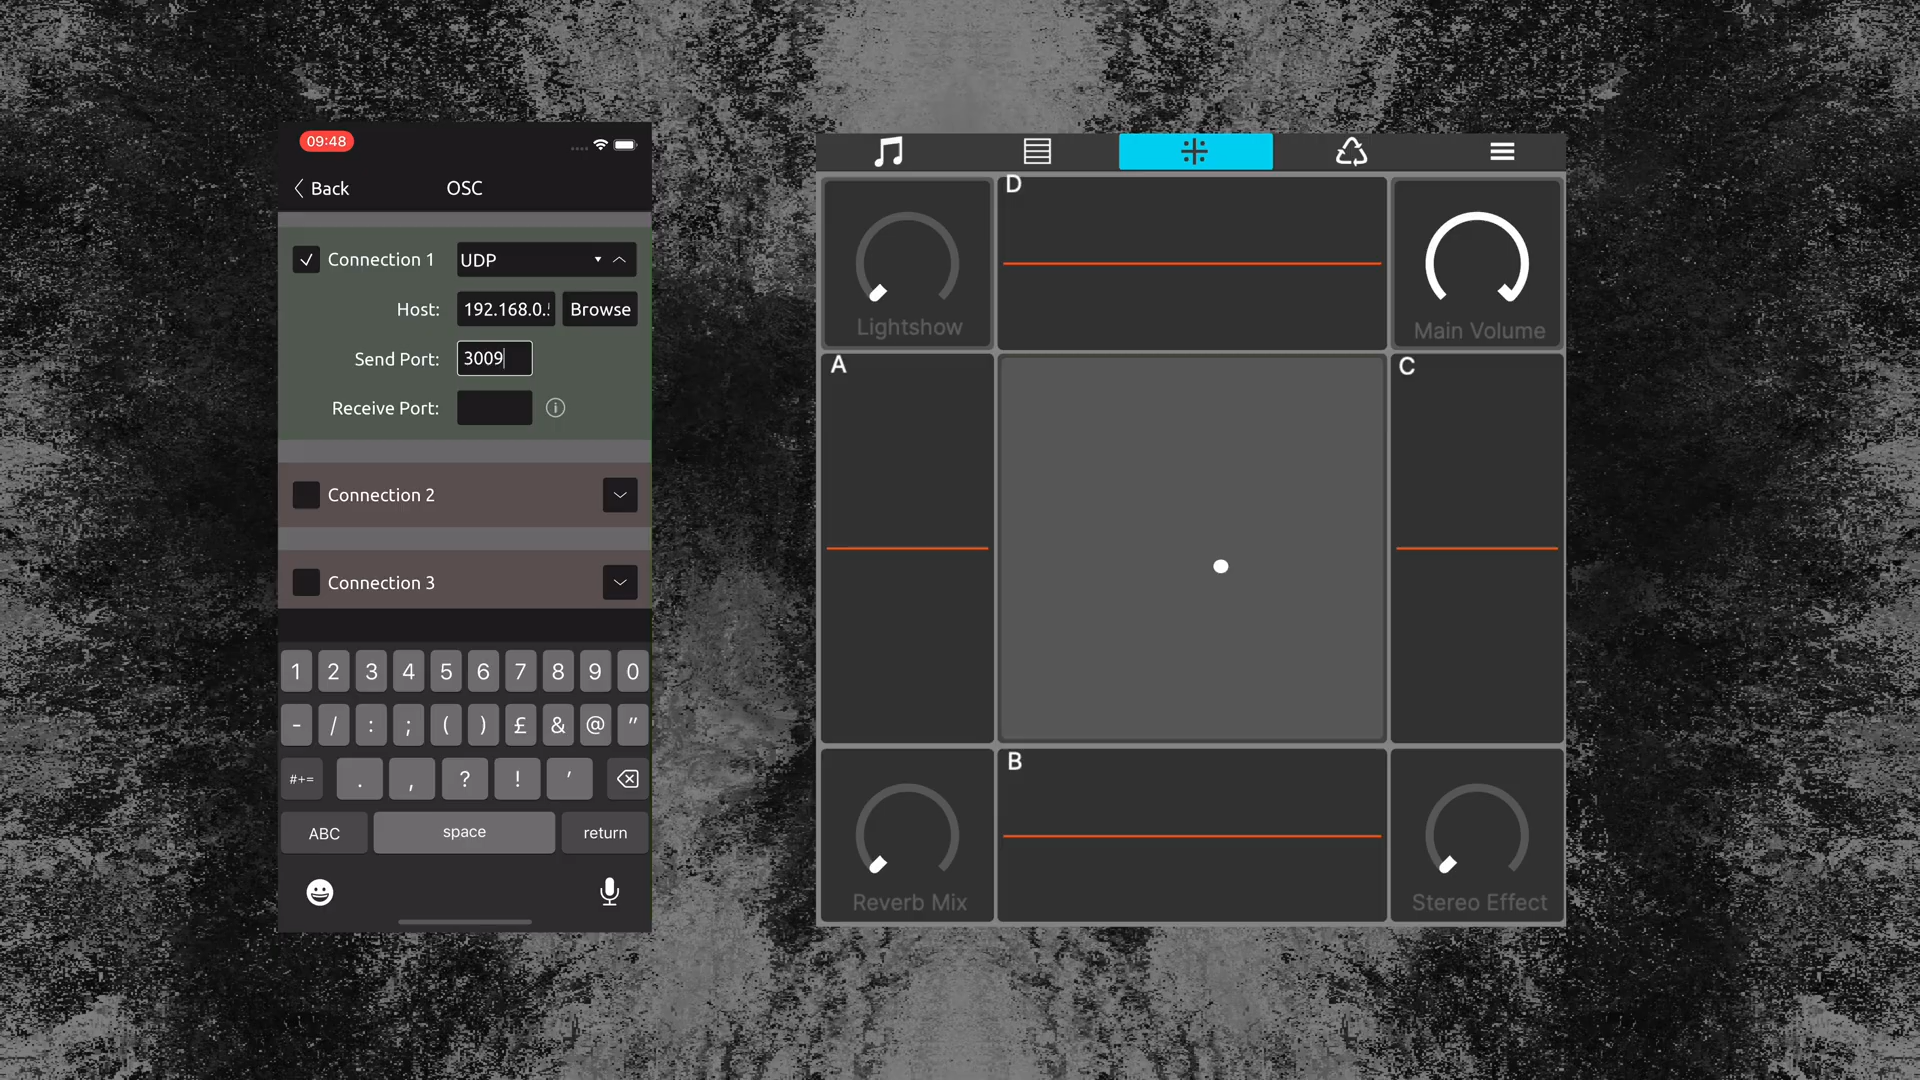 09:48
Back
OSC
Connection 1
UDP
Host:
192.168.0.
Browse
Send Port:
3009
Receive Port:
Connection 2
Connection 3
1 2 3 4 5 6 7 8 9 0
- / : ; ( ) £ & @ "
#+= . , ? ! '
ABC
space
return
D
Lightshow
Main Volume
A
C
B
Reverb Mix
Stereo Effect